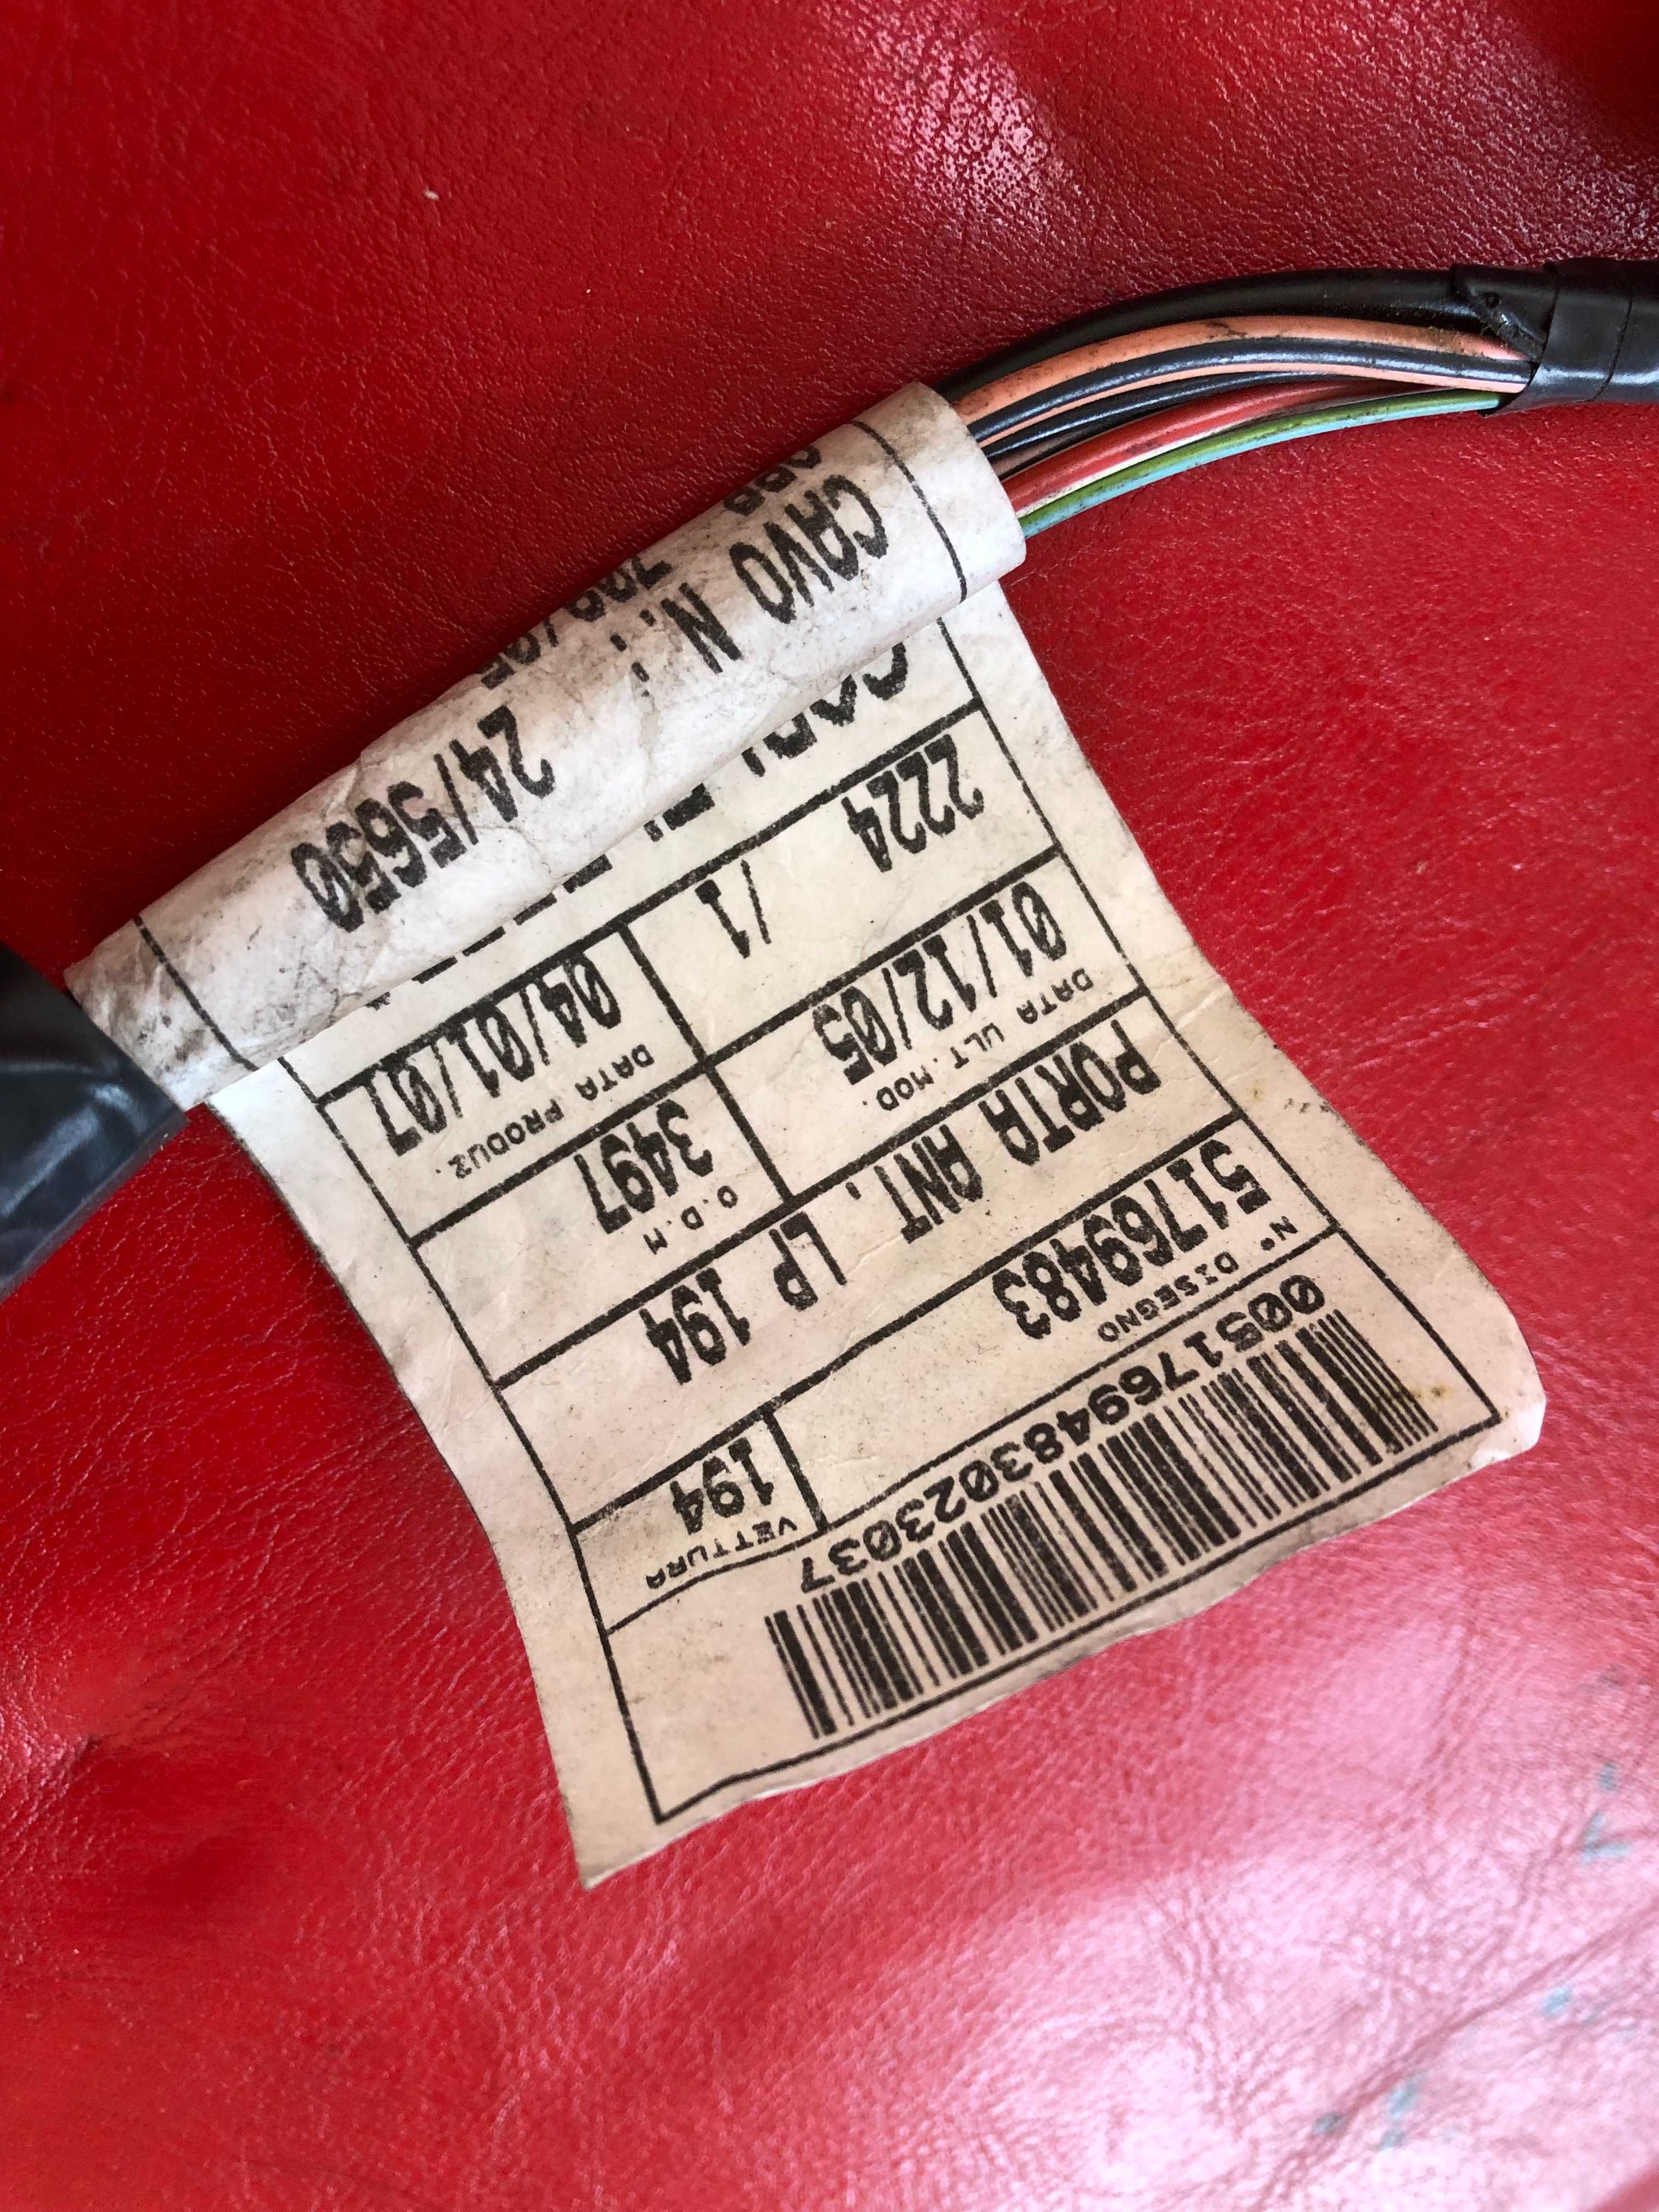 0051769483023037
N° DISEGNO
51769483
VETTURA
194
PORTA ANT. LP 194
DATA ULT. MOD.
01/12/05
O.D.M
3497
2224 /1
DATA PRODUZ.
04/01/07
CAVO N.: 24/5650